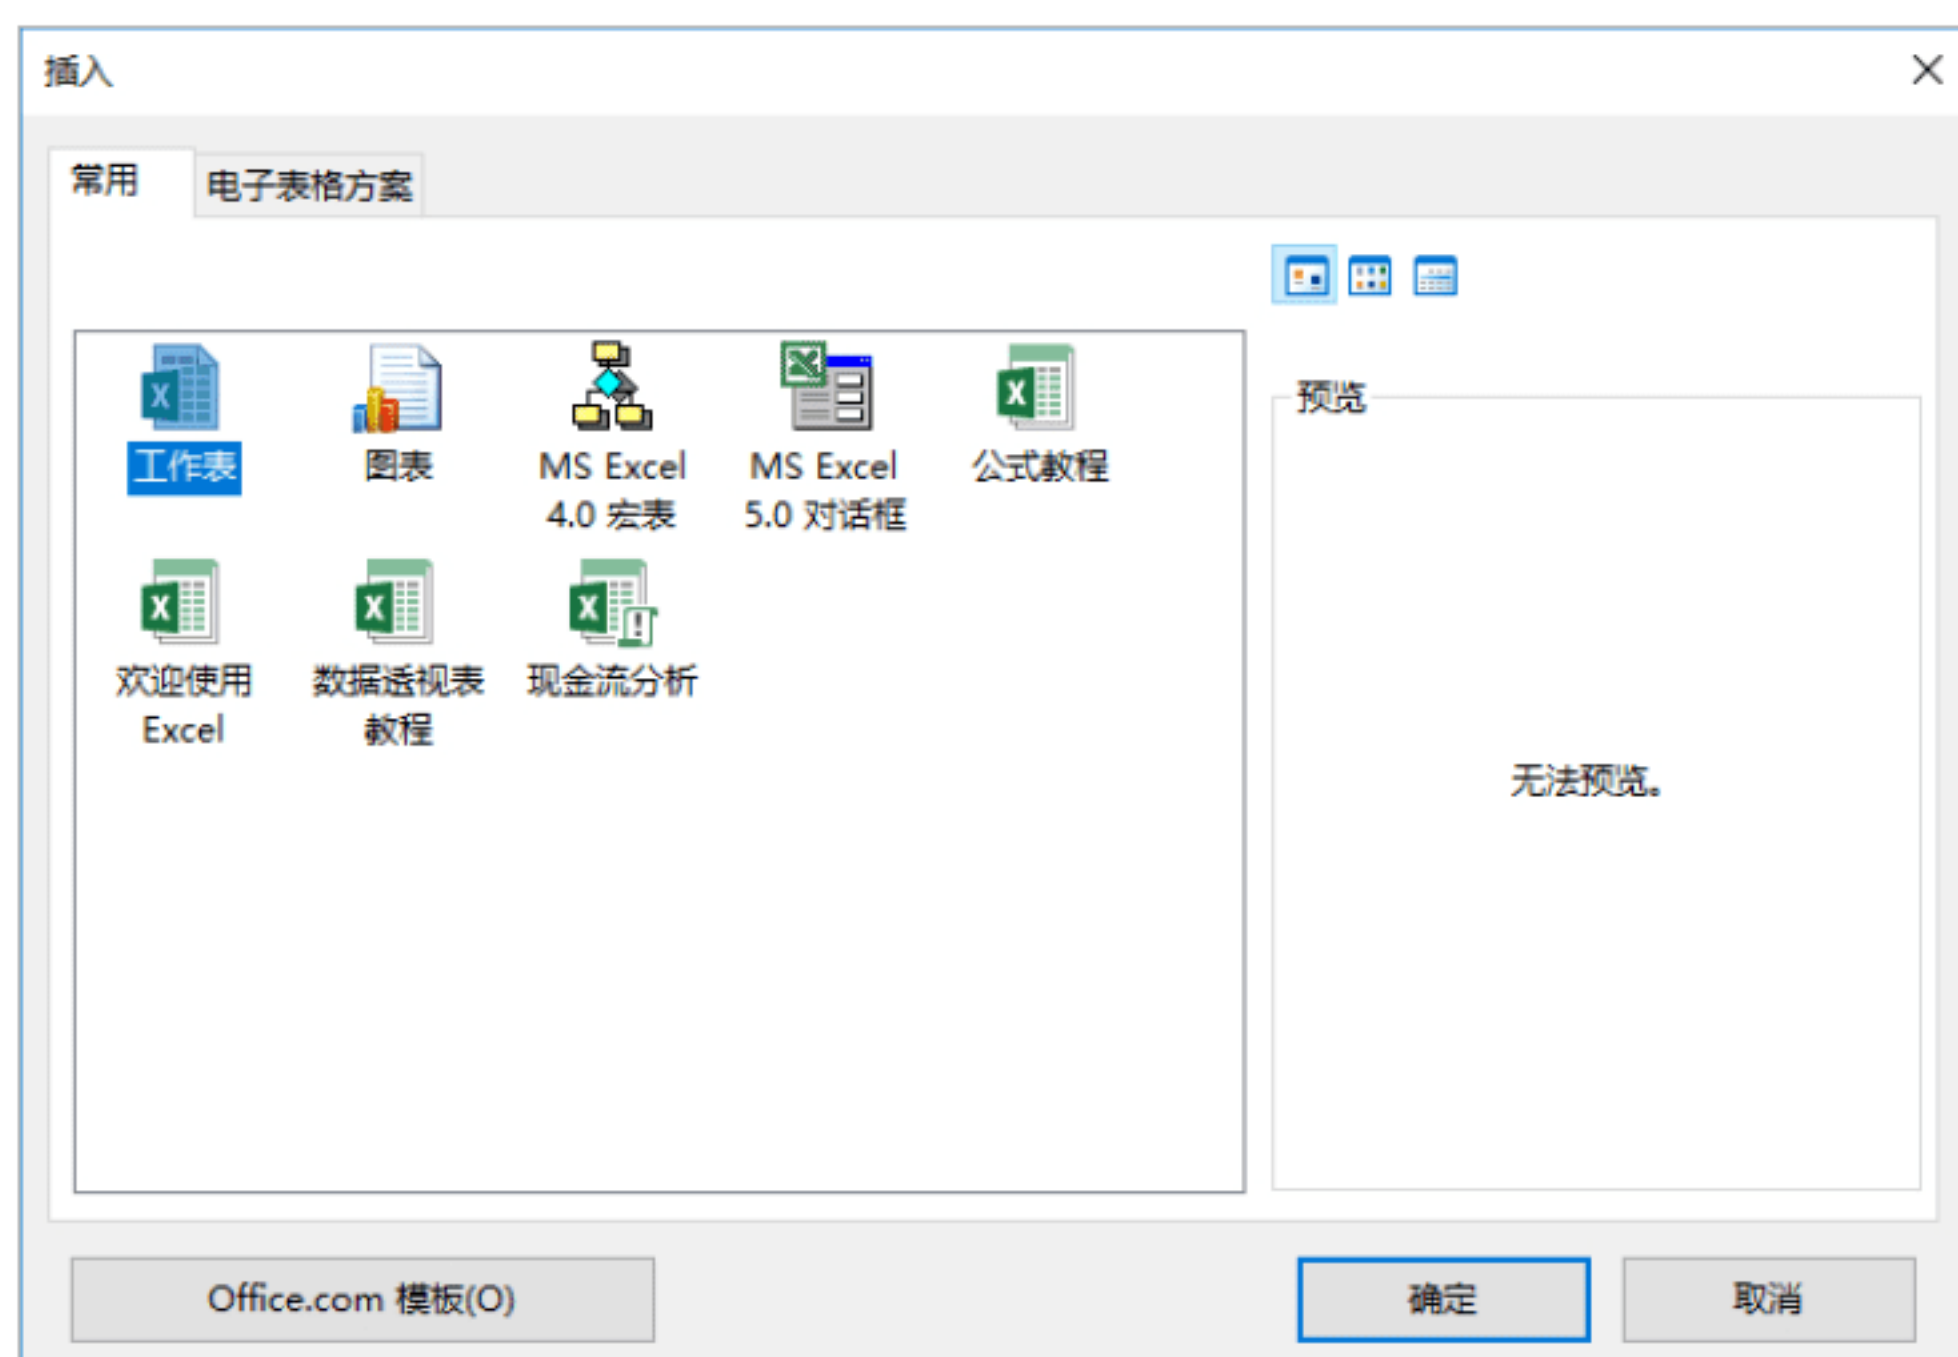 插入
常用
电子表格方案
预览
工作表
图表
MS Excel
4.0 宏表
MS Excel
5.0 对话框
公式教程
欢迎使用
Excel
数据透视表
教程
现金流分析
无法预览。
Office.com 模板(O)
确定
取消